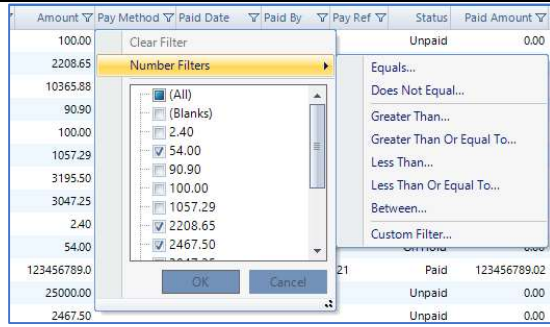 Amount Pay Method Paid Date Paid By Pay Ref Status Paid Amount
100.00 Clear Filter Unpaid 0.00
2208.65 Number Filters Equals...
10365.88 (All) Does Not Equal...
90.90 (Blanks) Greater Than...
100.00 2.40 Greater Than Or Equal To...
1057.29 54.00 Less Than...
3195.50 90.90 Less Than Or Equal To...
3047.25 100.00 Between...
2.40 1057.29 Custom Filter...
54.00 2208.65
2467.50
123456789.0 OK Cancel 21 Paid 123456789.02
25000.00 Unpaid 0.00
2467.50 Unpaid 0.00